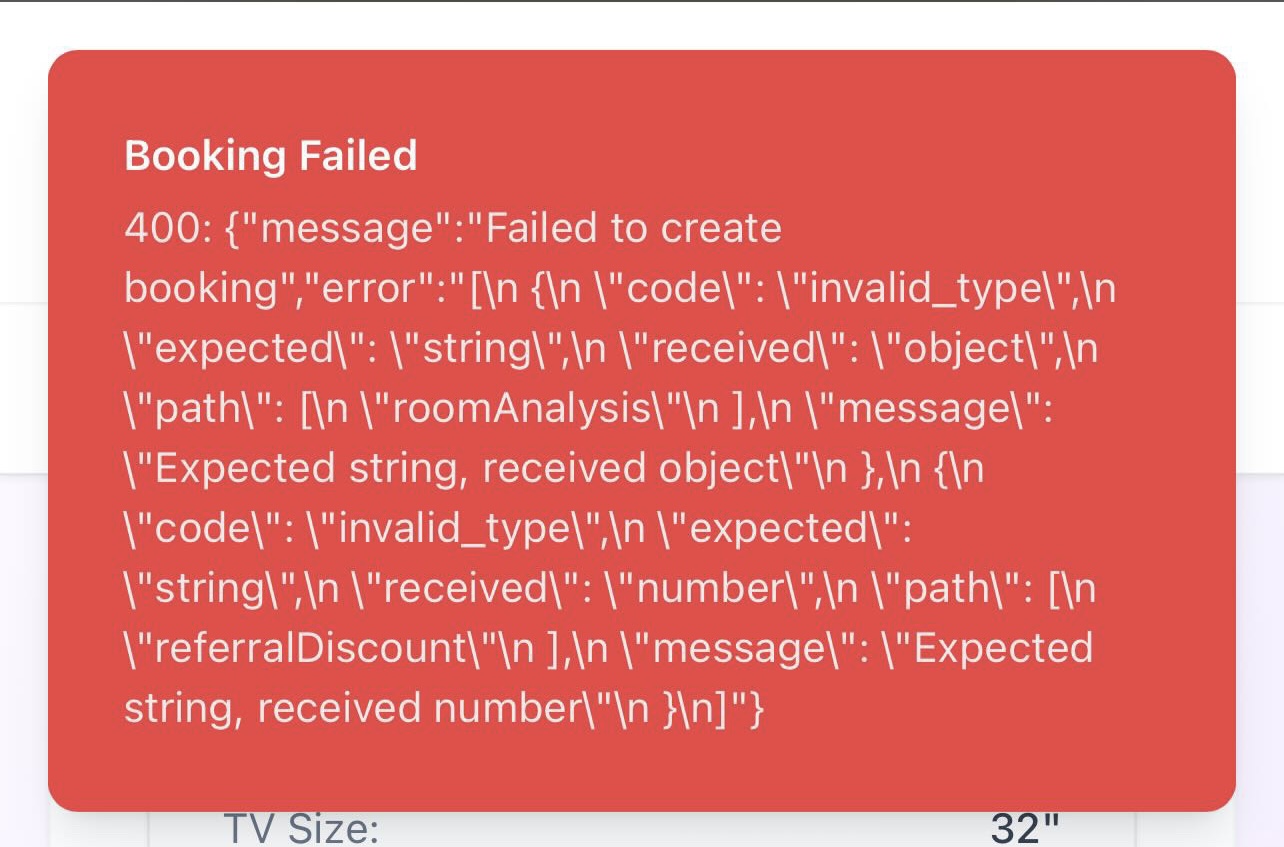 Booking Failed
400: {"message":"Failed to create
booking","error":"[\n {\n \"code\": \"invalid_type\",\n
\"expected\": \"string\",\n \"received\": \"object\",\n
\"path\": [\n \"roomAnalysis\"\n ],\n \"message\":
\"Expected string, received object\"\n },\n {\n
\"code\": \"invalid_type\",\n \"expected\":
\"string\",\n \"received\": \"number\",\n \"path\": [\n
\"referralDiscount\"\n ],\n \"message\": \"Expected
string, received number\"\n }\n]"}
TV Size: 32"